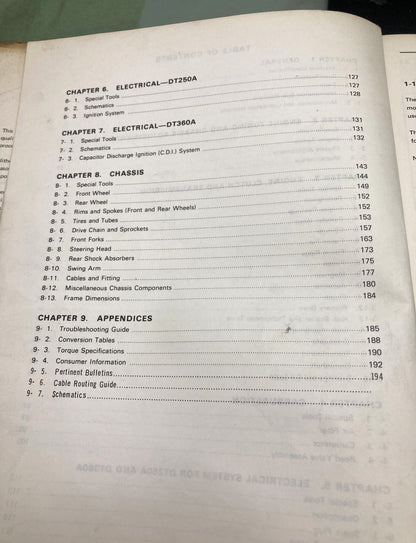 CHAPTER 6. ELECTRICAL—DT250A
6- 1. Special Tools 127
6- 2. Schematics 127
6- 3. Ignition System 128
CHAPTER 7. ELECTRICAL—DT360A
7- 1. Special Tools 131
7- 2. Schematics 131
7- 3. Capacitor Discharge Ignition (C.D.I.) System 132
CHAPTER 8. CHASSIS
8- 1. Special Tools 143
8- 2. Front Wheel 144
8- 3. Rear Wheel 149
8- 4. Rims and Spokes (Front and Rear Wheels) 152
8- 5. Tires and Tubes 152
8- 6. Drive Chain and Sprockets 153
8- 7. Front Forks 157
8- 8. Steering Head 163
8- 9. Rear Shock Absorbers 173
8-10. Swing Arm 175
8-11. Cables and Fitting 177
8-12. Miscellaneous Chassis Components 180
8-13. Frame Dimensions 184
CHAPTER 9. APPENDICES
9- 1. Troubleshooting Guide 185
9- 2. Conversion Tables 188
9- 3. Torque Specifications 190
9- 4. Consumer Information 192
9- 5. Pertinent Bulletins 194
9- 6. Cable Routing Guide
9- 7. Schematics
This
1-1
The
mo
use